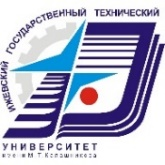 ИЖЕВСКИЙ ГОСУДАРСТВЕННЫЙ ТЕХНИЧЕСКИЙ
УНИВЕРСИТЕТ
имени М.Т.Калашникова